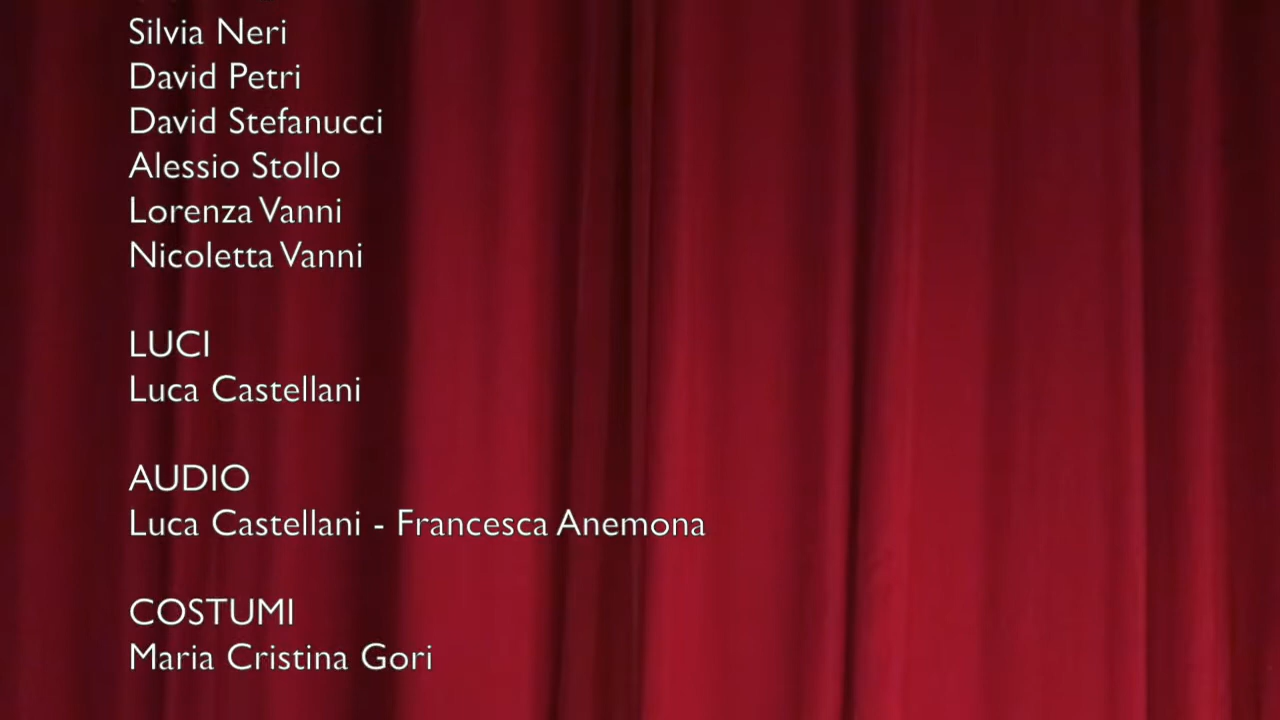 Silvia Neri
David Petri
David Stefanucci
Alessio Stollo
Lorenza Vanni
Nicoletta Vanni
LUCI
Luca Castellani
AUDIO
Luca Castellani - Francesca Anemona
COSTUMI
Maria Cristina Gori